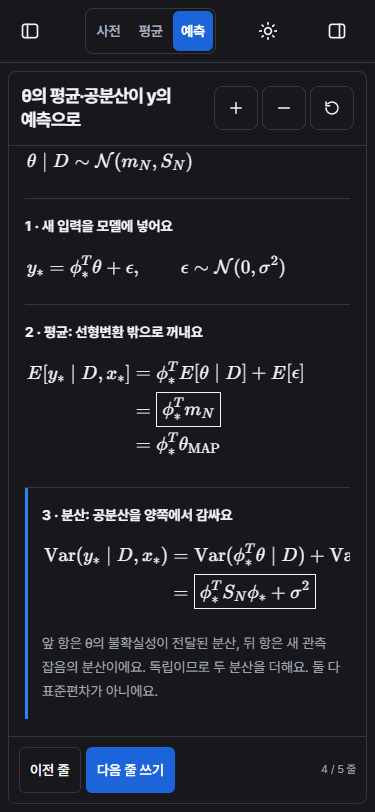 사전 평균 예측
θ의 평균·공분산이 y의
예측으로
θ | D ∼ 𝒩(m_N, S_N)
1 · 새 입력을 모델에 넣어요
y_* = ϕ_*^T θ + ϵ, ϵ ∼ 𝒩(0, σ^2)
2 · 평균: 선형변환 밖으로 꺼내요
E[y_* | D, x_*] = ϕ_*^T E[θ | D] + E[ϵ]
= ϕ_*^T m_N
= ϕ_*^T θ_MAP
3 · 분산: 공분산을 양쪽에서 감싸요
Var(y_* | D, x_*) = Var(ϕ_*^T θ | D) + Va
= ϕ_*^T S_N ϕ_* + σ^2
앞 항은 θ의 불확실성이 전달된 분산, 뒤 항은 새 관측
잡음의 분산이에요. 독립이므로 두 분산을 더해요. 둘 다
표준편차가 아니에요.
이전 줄 다음 줄 쓰기 4 / 5 줄